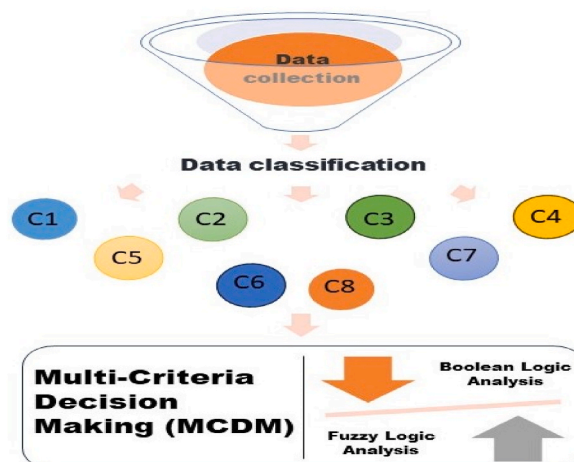 Data
collection
Data classification
C1
C2
C3
C4
C5
C7
C6
C8
Multi-Criteria
Decision
Making (MCDM)
Boolean Logic
Analysis
Fuzzy Logic
Analysis